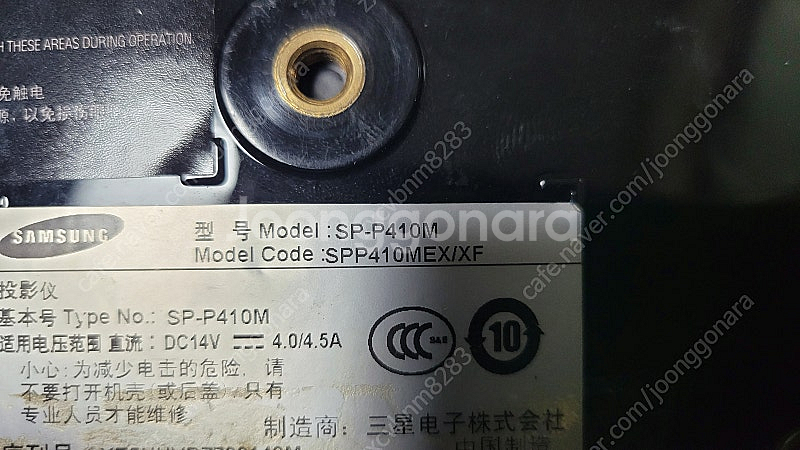 THESE AREAS DURING OPERATION
免触电
源，以免损伤
SAMSUNG
型 号 Model :SP-P410M
Model Code :SPP410MEX/XF
投影仪
基本号 Type No.: SP-P410M
适用电压范围 直流: DC14V ⎓ 4.0/4.5A
小心:为减少电击的危险, 请
不要打开机壳(或后盖).只有
专业人员才能维修
CCC S&E
10
制造商: 三星电子株式会社
中国制造
joonggonara
cafe.naver.com/joonggonara